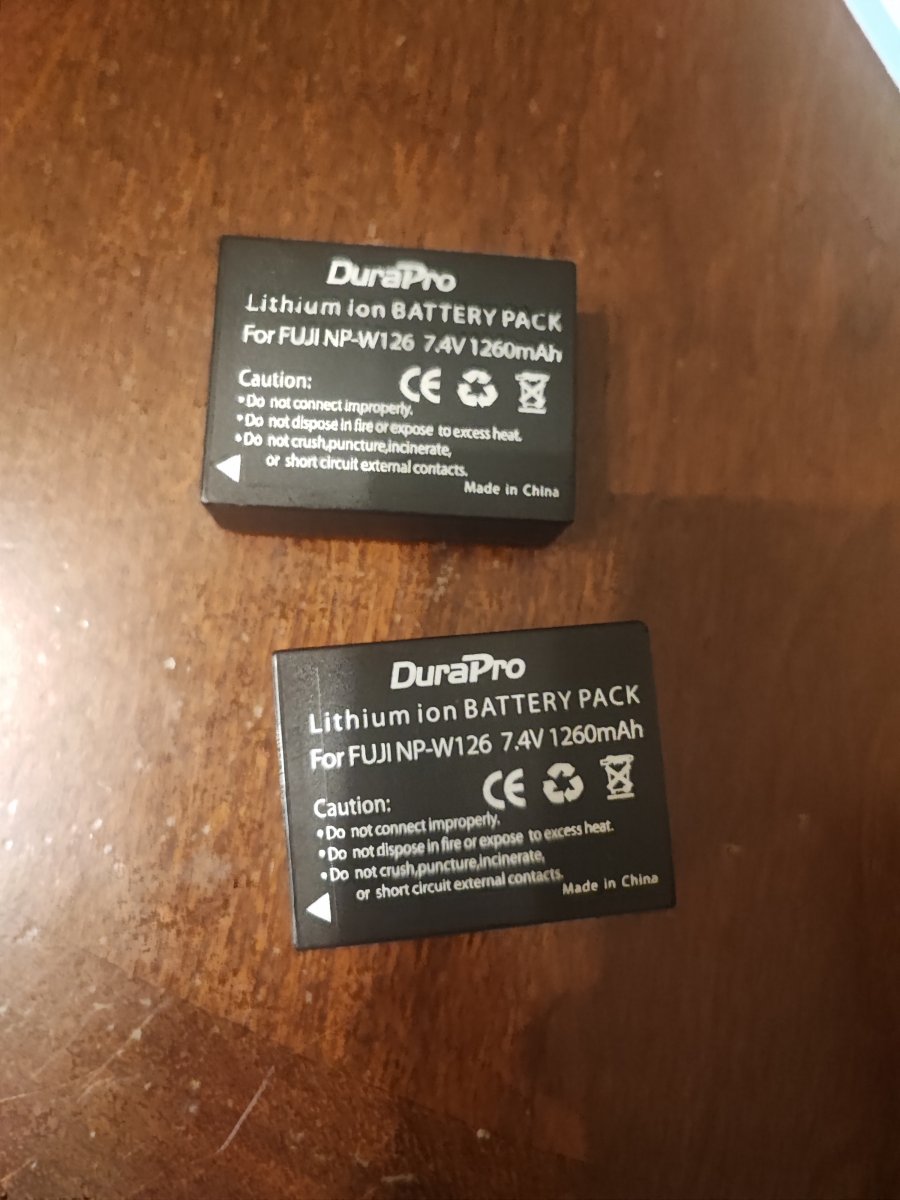 DuraPro
Lithium ion BATTERY PACK
For FUJI NP-W126 7.4V 1260mAh
Caution:
•Do not connect improperly.
•Do not dispose in fire or expose to excess heat.
•Do not crush,puncture,incinerate,
or short circuit external contacts.
Made in China
DuraPro
Lithium ion BATTERY PACK
For FUJI NP-W126 7.4V 1260mAh
Caution:
•Do not connect improperly.
•Do not dispose in fire or expose to excess heat.
•Do not crush,puncture,incinerate,
or short circuit external contacts.
Made in China